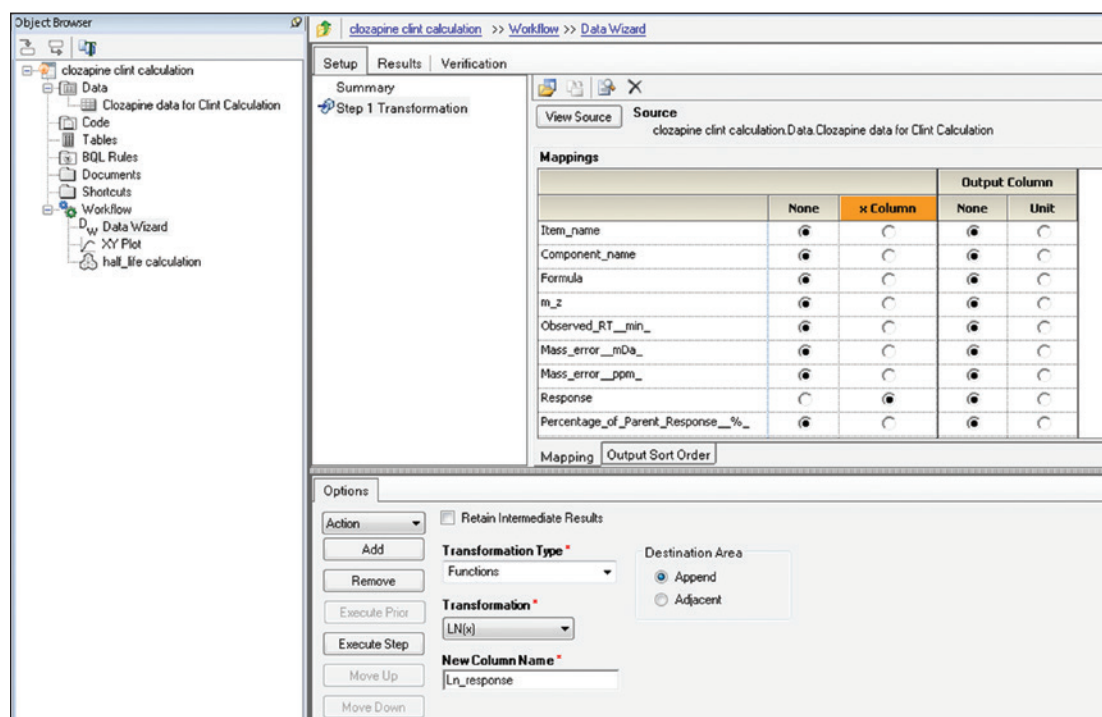 Object Browser
clozapine clint calculation >> Workflow >> Data Wizard
clozapine clint calculation
Data
Clozapine data for Clint Calculation
Code
Tables
BQL Rules
Documents
Shortcuts
Workflow
Data Wizard
XY Plot
half_life calculation
Setup Results Verification
Summary
Step 1 Transformation
View Source Source
clozapine clint calculation.Data.Clozapine data for Clint Calculation
Mappings
Output Column
None x Column None Unit
Item_name
Component_name
Formula
m_z
Observed_RT__min_
Mass_error__mDa_
Mass_error__ppm_
Response
Percentage_of_Parent_Response__%_
Mapping Output Sort Order
Options
Action
Add
Remove
Execute Prior
Execute Step
Move Up
Move Down
Retain Intermediate Results
Transformation Type *
Functions
Transformation *
LN(x)
New Column Name *
Ln_response
Destination Area
Append
Adjacent